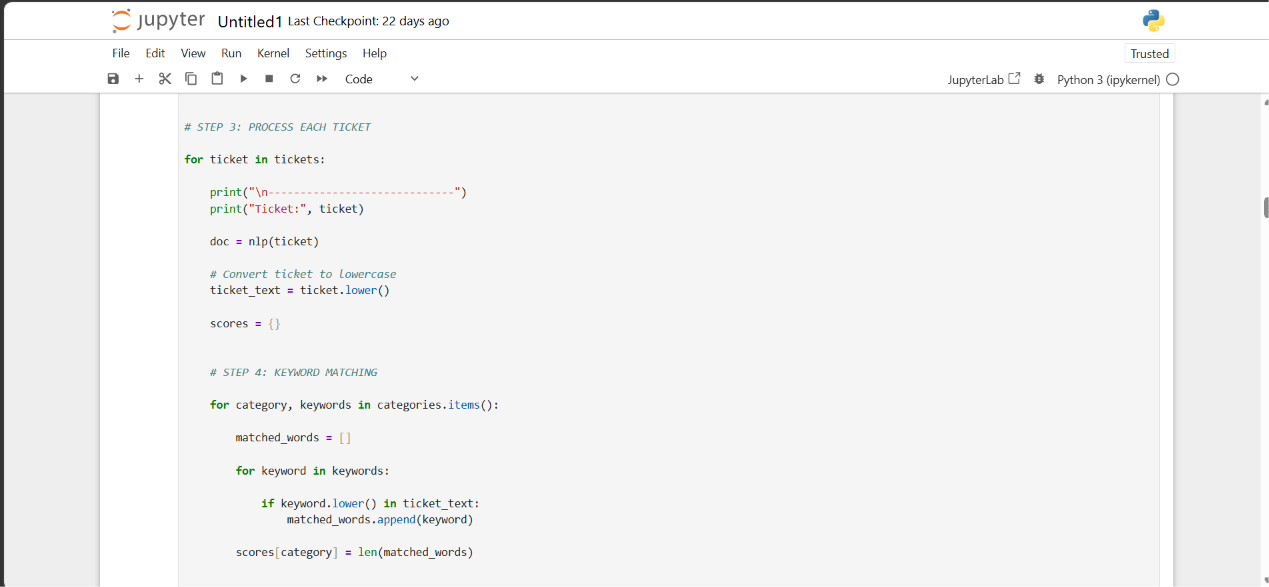 jupyter Untitled1 Last Checkpoint: 22 days ago
File Edit View Run Kernel Settings Help Trusted
Code JupyterLab Python 3 (ipykernel)
# STEP 3: PROCESS EACH TICKET
for ticket in tickets:
print("\n-----------------------------")
print("Ticket:", ticket)
doc = nlp(ticket)
# Convert ticket to lowercase
ticket_text = ticket.lower()
scores = {}
# STEP 4: KEYWORD MATCHING
for category, keywords in categories.items():
matched_words = []
for keyword in keywords:
if keyword.lower() in ticket_text:
matched_words.append(keyword)
scores[category] = len(matched_words)